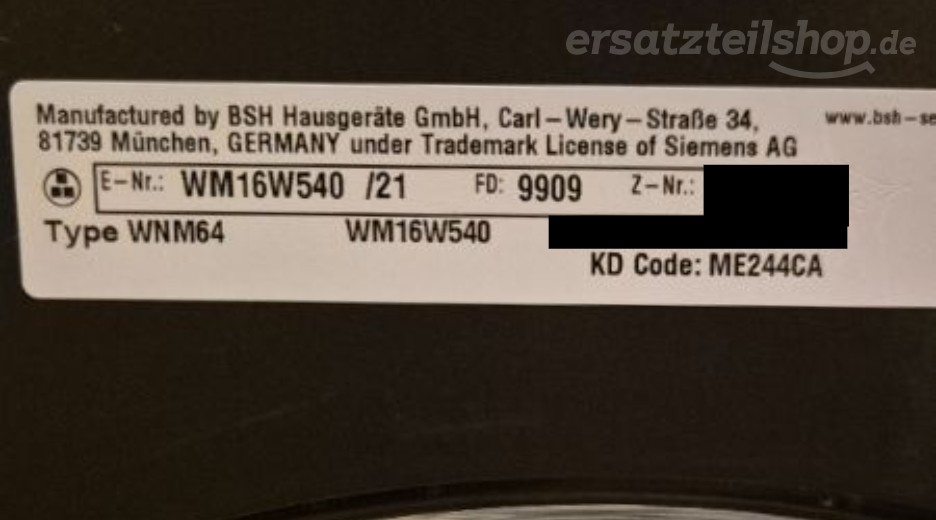 ersatzteilshop.de
Manufactured by BSH Hausgeräte GmbH, Carl-Wery-Straße 34, www.bsh-se
81739 München, GERMANY under Trademark License of Siemens AG
E-Nr.: WM16W540 /21 FD: 9909 Z-Nr.:
Type WNM64 WM16W540
KD Code: ME244CA